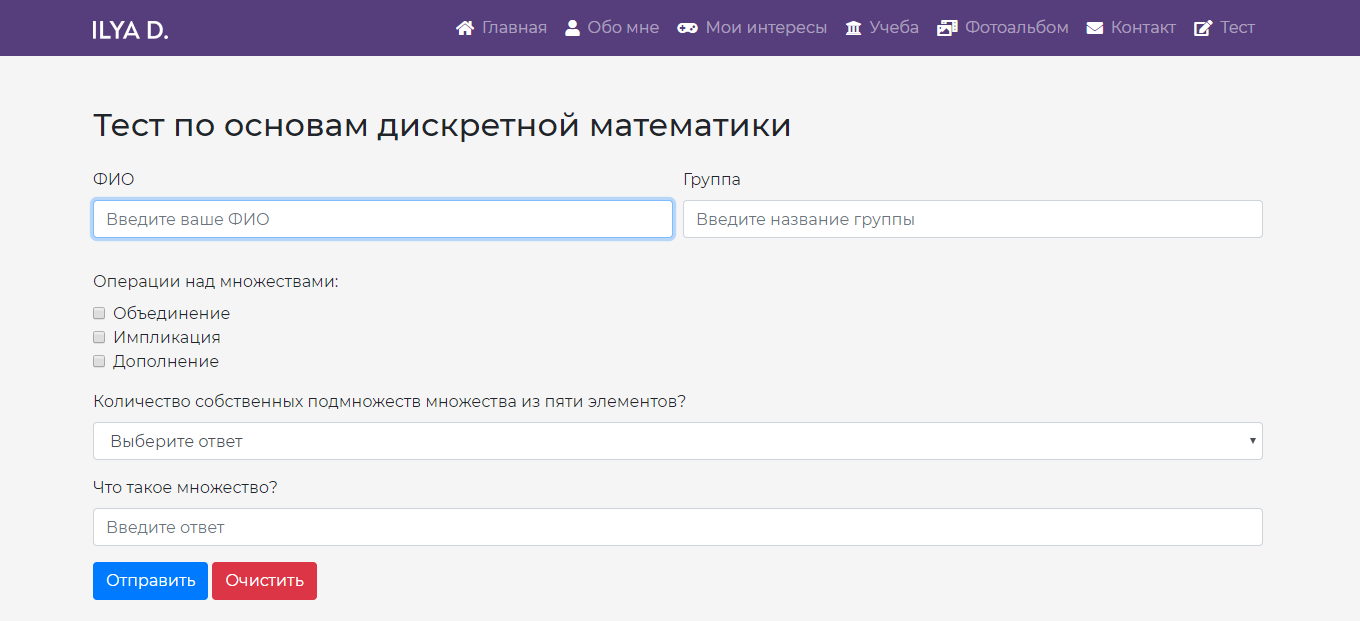 ILYA D. Главная Обо мне Мои интересы Учеба Фотоальбом Контакт Тест
Тест по основам дискретной математики
ФИО Группа
Введите ваше ФИО Введите название группы
Операции над множествами:
Объединение
Импликация
Дополнение
Количество собственных подмножеств множества из пяти элементов?
Выберите ответ
Что такое множество?
Введите ответ
Отправить Очистить